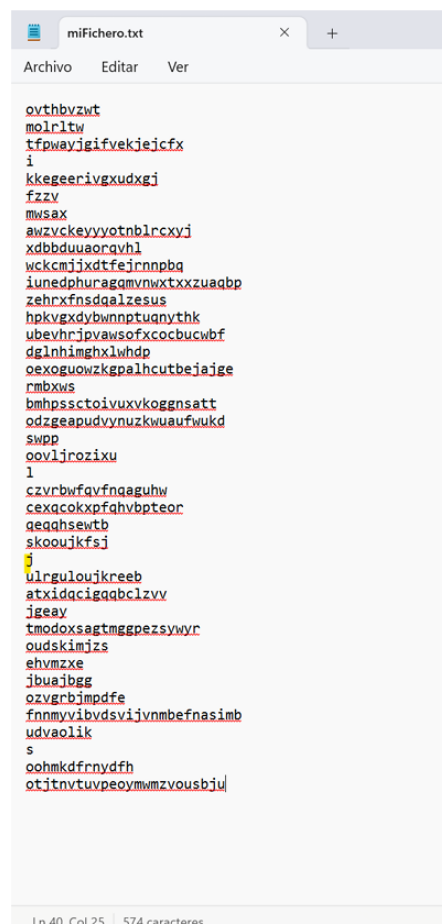 miFichero.txt
Archivo Editar Ver
ovthbvzwt
molrltw
tfpwayjgifvekjejcfx
i
kkegeerivgxudxgj
fzzv
mwsax
awzvckeyyyotnblrcxyj
xdbbduuaorqvhl
wckcmjjxdtfejrnnpbq
iunedphuragqmvnwxtxxzuaqbp
zehrxfnsdqalzesus
hpkvgxdybwnnptuqnythk
ubevhrjpvawsofxcocbucwbf
dglnhimghxlwhdp
oexoguowzkgpalhcutbejajge
rmbxws
bmhpssctoivuxvkoggnsatt
odzgeapudvynuzkwuaufwukd
swpp
oovljrozixu
l
czvrbwfqvfnqaguhw
cexqcokxpfqhvbpteor
qeqqhsewtb
skooujkfsj
j
ulrguloujkreeb
atxidqcigqqbclzvv
jgeay
tmodoxsagtmggpezsywyr
oudskimjzs
ehvmzxe
jbuajbgg
ozvgrbjmpdfe
fnnmyvibvdsvijvnmbefnasimb
udvaolik
s
oohmkdfrnydfh
otjtnvtuvpeoymwmzvousbju
Ln 40, Col 25 574 caracteres